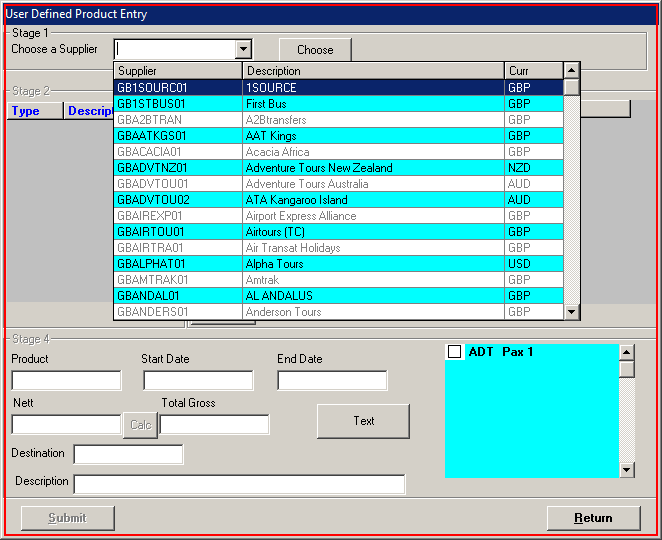 User Defined Product Entry
Stage 1
Choose a Supplier
Choose
Supplier Description Curr
Stage 2
GB1SOURC01 1SOURCE GBP
Type Descrip
GB1STBUS01 First Bus GBP
GBA2BTRAN A2Btransfers GBP
GBAATKGS01 AAT Kings GBP
GBACACIA01 Acacia Africa GBP
GBADVTNZ01 Adventure Tours New Zealand NZD
GBADVTOU01 Adventure Tours Australia AUD
GBADVTOU02 ATA Kangaroo Island AUD
GBAIREXP01 Airport Express Alliance GBP
GBAIRTOU01 Airtours (TC) GBP
GBAIRTRA01 Air Transat Holidays GBP
GBALPHAT01 Alpha Tours USD
GBAMTRAK01 Amtrak GBP
GBANDAL01 AL ANDALUS GBP
GBANDERS01 Anderson Tours GBP
Stage 4
Product Start Date End Date
ADT Pax 1
Nett Total Gross
Calc
Text
Destination
Description
Submit
Return